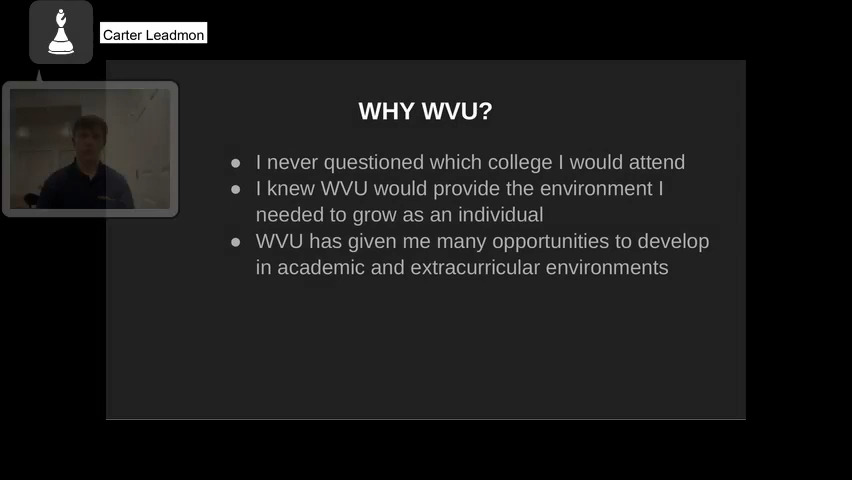 Carter Leadmon
WHY WVU?
● I never questioned which college I would attend
● I knew WVU would provide the environment I
needed to grow as an individual
● WVU has given me many opportunities to develop
in academic and extracurricular environments